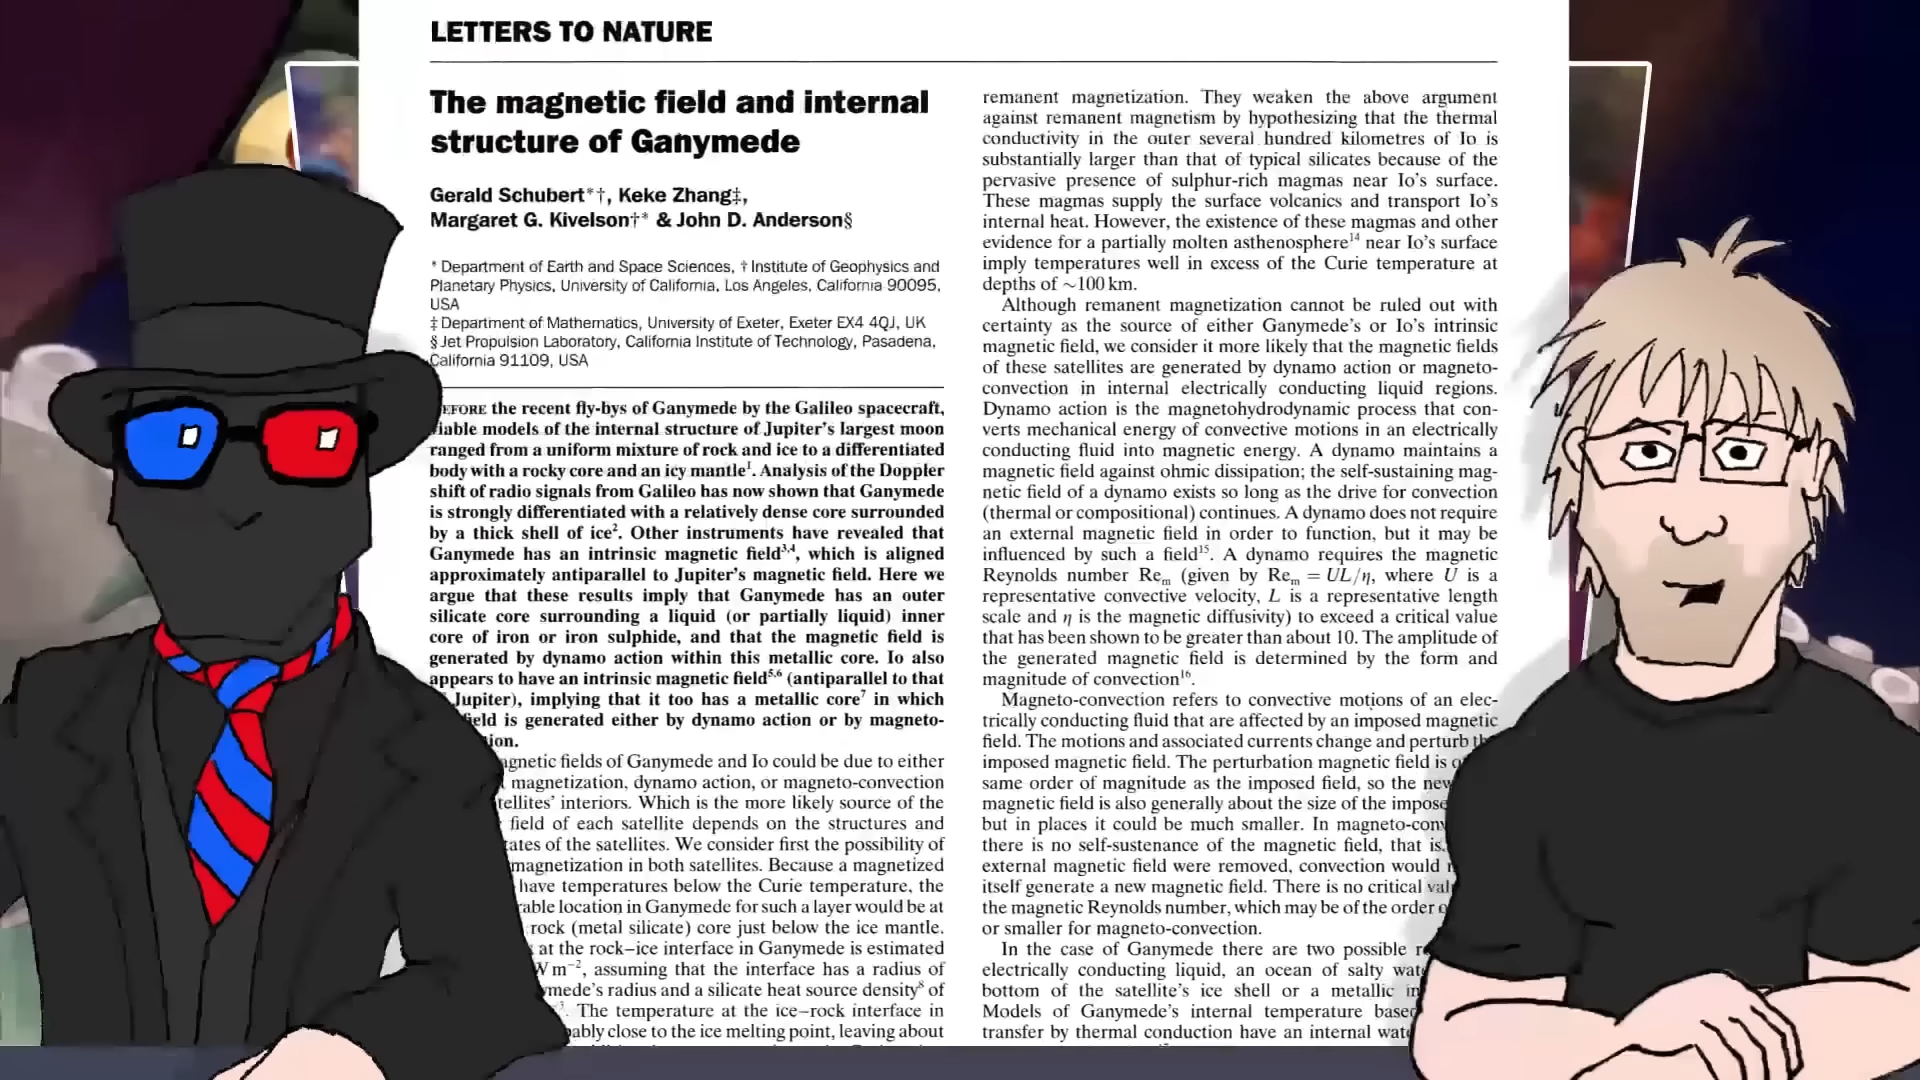 LETTERS TO NATURE
The magnetic field and internal
structure of Ganymede
Gerald Schubert*†, Keke Zhang‡,
Margaret G. Kivelson†* & John D. Anderson§
* Department of Earth and Space Sciences, † Institute of Geophysics and
Planetary Physics, University of California, Los Angeles, California 90095,
USA
‡ Department of Mathematics, University of Exeter, Exeter EX4 4QJ, UK
§ Jet Propulsion Laboratory, California Institute of Technology, Pasadena,
California 91109, USA
EFORE the recent fly-bys of Ganymede by the Galileo spacecraft,
viable models of the internal structure of Jupiter's largest moon
ranged from a uniform mixture of rock and ice to a differentiated
body with a rocky core and an icy mantle¹. Analysis of the Doppler
shift of radio signals from Galileo has now shown that Ganymede
is strongly differentiated with a relatively dense core surrounded
by a thick shell of ice². Other instruments have revealed that
Ganymede has an intrinsic magnetic field³,⁴, which is aligned
approximately antiparallel to Jupiter's magnetic field. Here we
argue that these results imply that Ganymede has an outer
silicate core surrounding a liquid (or partially liquid) inner
core of iron or iron sulphide, and that the magnetic field is
generated by dynamo action within this metallic core. Io also
appears to have an intrinsic magnetic field⁵,⁶ (antiparallel to that
Jupiter), implying that it too has a metallic core⁷ in which
field is generated either by dynamo action or by magneto-
ion.
agnetic fields of Ganymede and Io could be due to either
magnetization, dynamo action, or magneto-convection
tellites' interiors. Which is the more likely source of the
field of each satellite depends on the structures and
tates of the satellites. We consider first the possibility of
magnetization in both satellites. Because a magnetized
have temperatures below the Curie temperature, the
rable location in Ganymede for such a layer would be at
rock (metal silicate) core just below the ice mantle.
at the rock–ice interface in Ganymede is estimated
W m⁻², assuming that the interface has a radius of
ymede's radius and a silicate heat source density⁸ of
The temperature at the ice–rock interface in
bably close to the ice melting point, leaving about
remanent magnetization. They weaken the above argument
against remanent magnetism by hypothesizing that the thermal
conductivity in the outer several hundred kilometres of Io is
substantially larger than that of typical silicates because of the
pervasive presence of sulphur-rich magmas near Io's surface.
These magmas supply the surface volcanics and transport Io's
internal heat. However, the existence of these magmas and other
evidence for a partially molten asthenosphere¹⁴ near Io's surface
imply temperatures well in excess of the Curie temperature at
depths of ~100 km.
Although remanent magnetization cannot be ruled out with
certainty as the source of either Ganymede's or Io's intrinsic
magnetic field, we consider it more likely that the magnetic fields
of these satellites are generated by dynamo action or magneto-
convection in internal electrically conducting liquid regions.
Dynamo action is the magnetohydrodynamic process that con-
verts mechanical energy of convective motions in an electrically
conducting fluid into magnetic energy. A dynamo maintains a
magnetic field against ohmic dissipation; the self-sustaining mag-
netic field of a dynamo exists so long as the drive for convection
(thermal or compositional) continues. A dynamo does not require
an external magnetic field in order to function, but it may be
influenced by such a field¹⁵. A dynamo requires the magnetic
Reynolds number Reₘ (given by Reₘ = UL/η, where U is a
representative convective velocity, L is a representative length
scale and η is the magnetic diffusivity) to exceed a critical value
that has been shown to be greater than about 10. The amplitude of
the generated magnetic field is determined by the form and
magnitude of convection¹⁶.
Magneto-convection refers to convective motions of an elec-
trically conducting fluid that are affected by an imposed magnetic
field. The motions and associated currents change and perturb the
imposed magnetic field. The perturbation magnetic field is o
same order of magnitude as the imposed field, so the new
magnetic field is also generally about the size of the impose
but in places it could be much smaller. In magneto-conv
there is no self-sustenance of the magnetic field, that is,
external magnetic field were removed, convection would n
itself generate a new magnetic field. There is no critical val
the magnetic Reynolds number, which may be of the order o
or smaller for magneto-convection.
In the case of Ganymede there are two possible r
electrically conducting liquid, an ocean of salty wat
bottom of the satellite's ice shell or a metallic in
Models of Ganymede's internal temperature based
transfer by thermal conduction have an internal wat